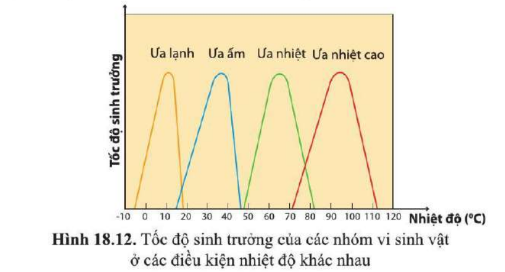 Ưa lạnh Ưa ấm Ưa nhiệt Ưa nhiệt cao
Tốc độ sinh trưởng
-10 0 10 20 30 40 50 60 70 80 90 100 110 120 Nhiệt độ (°C)
Hình 18.12. Tốc độ sinh trưởng của các nhóm vi sinh vật
ở các điều kiện nhiệt độ khác nhau